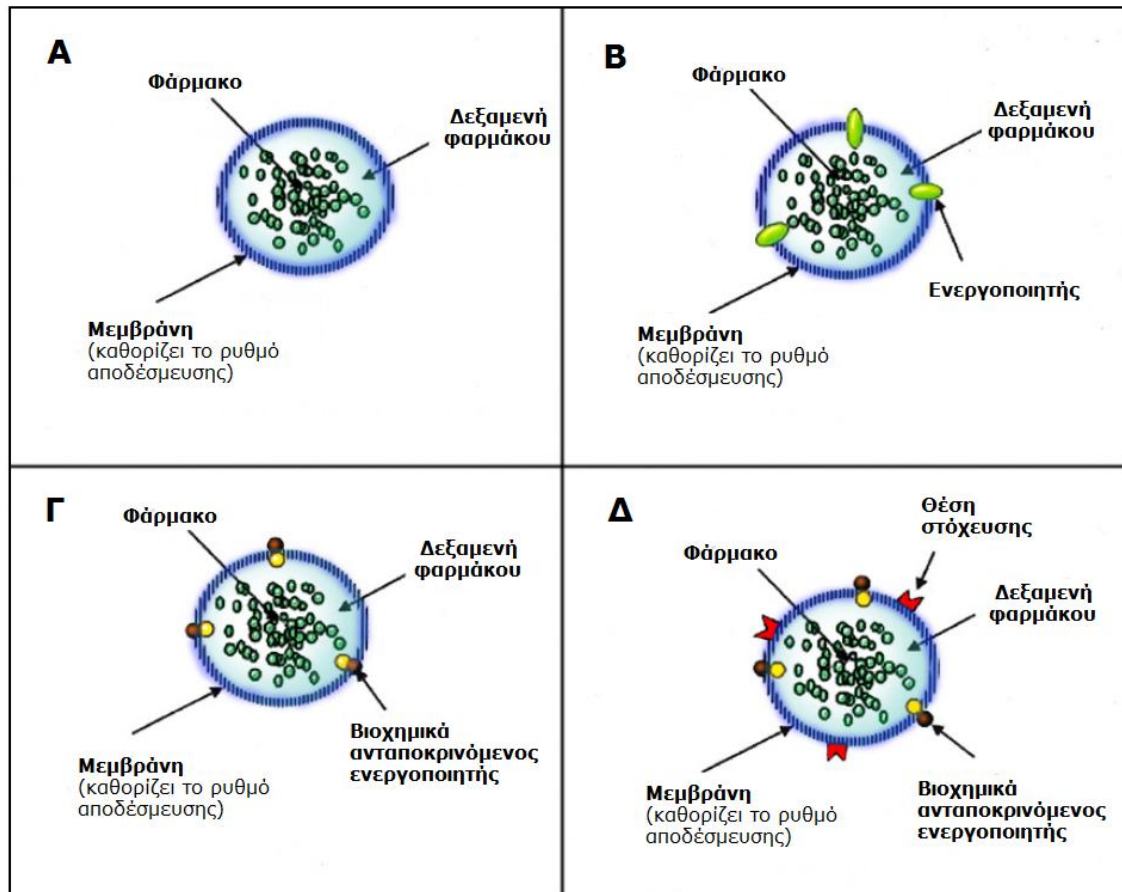 Α
Φάρμακο
Δεξαμενή
φαρμάκου
Μεμβράνη
(καθορίζει το ρυθμό
αποδέσμευσης)
Β
Φάρμακο
Δεξαμενή
φαρμάκου
Ενεργοποιητής
Μεμβράνη
(καθορίζει το ρυθμό
αποδέσμευσης)
Γ
Φάρμακο
Δεξαμενή
φαρμάκου
Βιοχημικά
ανταποκρινόμενος
ενεργοποιητής
Μεμβράνη
(καθορίζει το ρυθμό
αποδέσμευσης)
Δ
Θέση
στόχευσης
Φάρμακο
Δεξαμενή
φαρμάκου
Μεμβράνη
(καθορίζει το ρυθμό
αποδέσμευσης)
Βιοχημικά
ανταποκρινόμενος
ενεργοποιητής